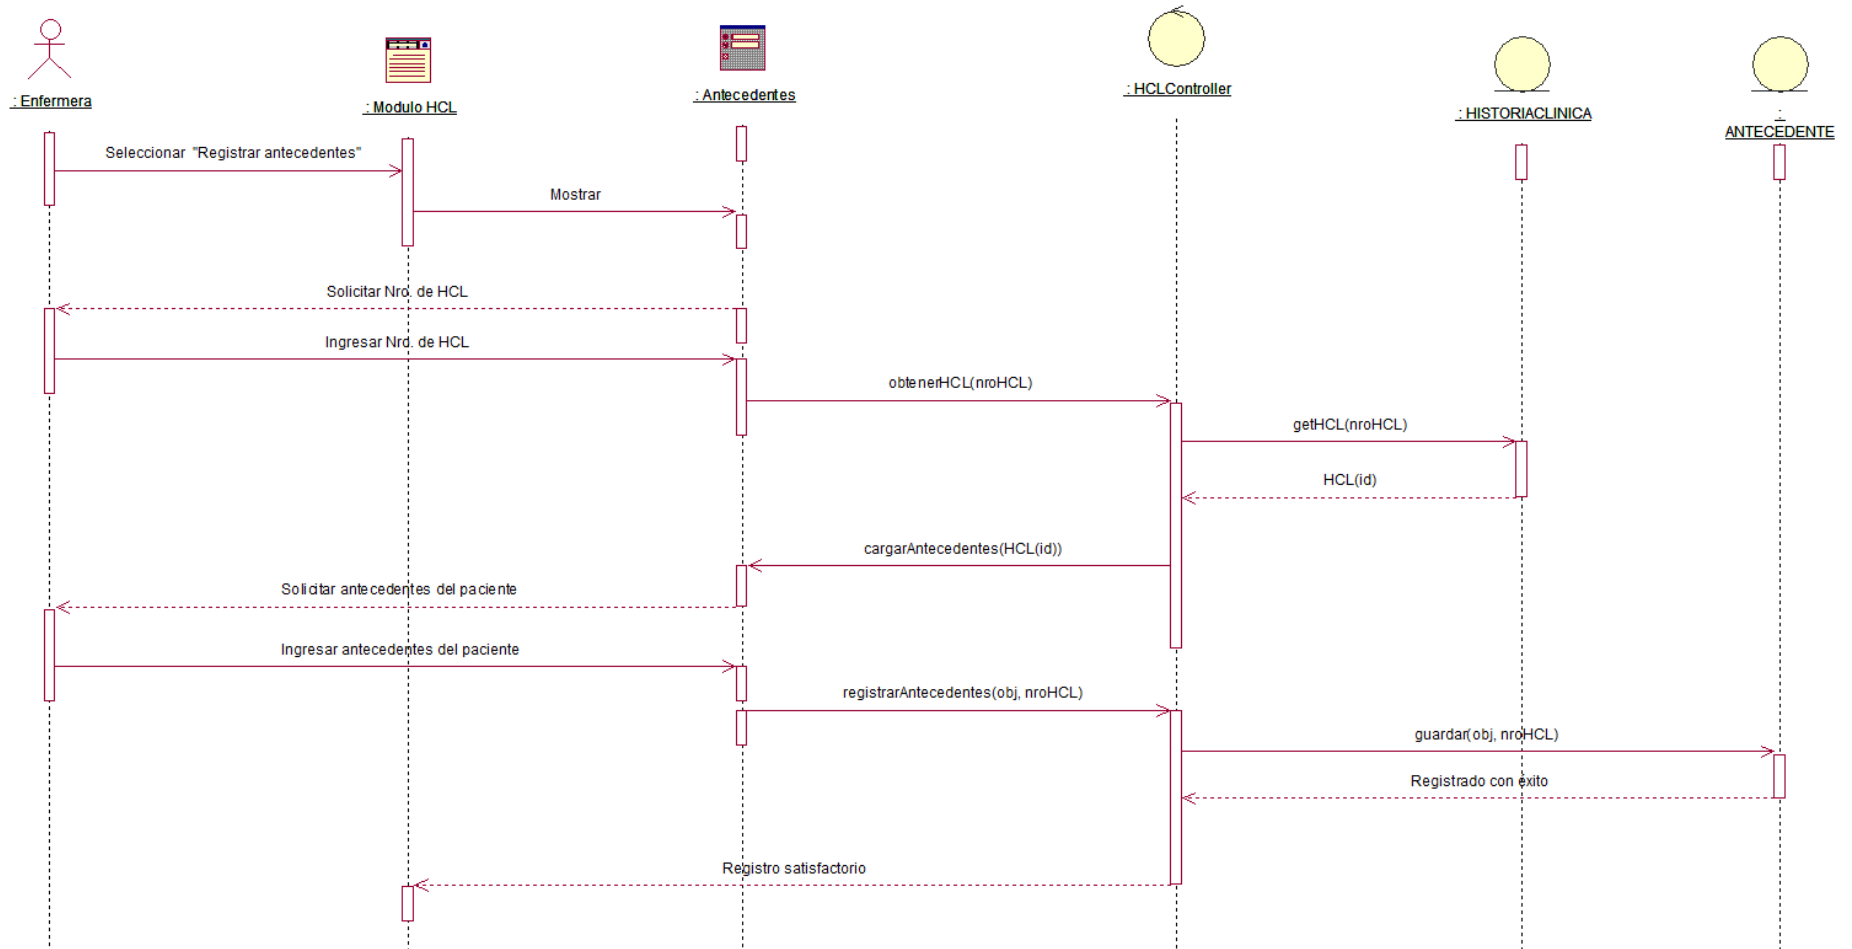 : Enfermera
: Modulo HCL
: Antecedentes
: HCLController
: HISTORIACLINICA
:
ANTECEDENTE
Seleccionar "Registrar antecedentes"
Mostrar
Solicitar Nro. de HCL
Ingresar Nro. de HCL
obtenerHCL(nroHCL)
getHCL(nroHCL)
HCL(id)
cargarAntecedentes(HCL(id))
Solicitar antecedentes del paciente
Ingresar antecedentes del paciente
registrarAntecedentes(obj, nroHCL)
guardar(obj, nroHCL)
Registrado con éxito
Registro satisfactorio